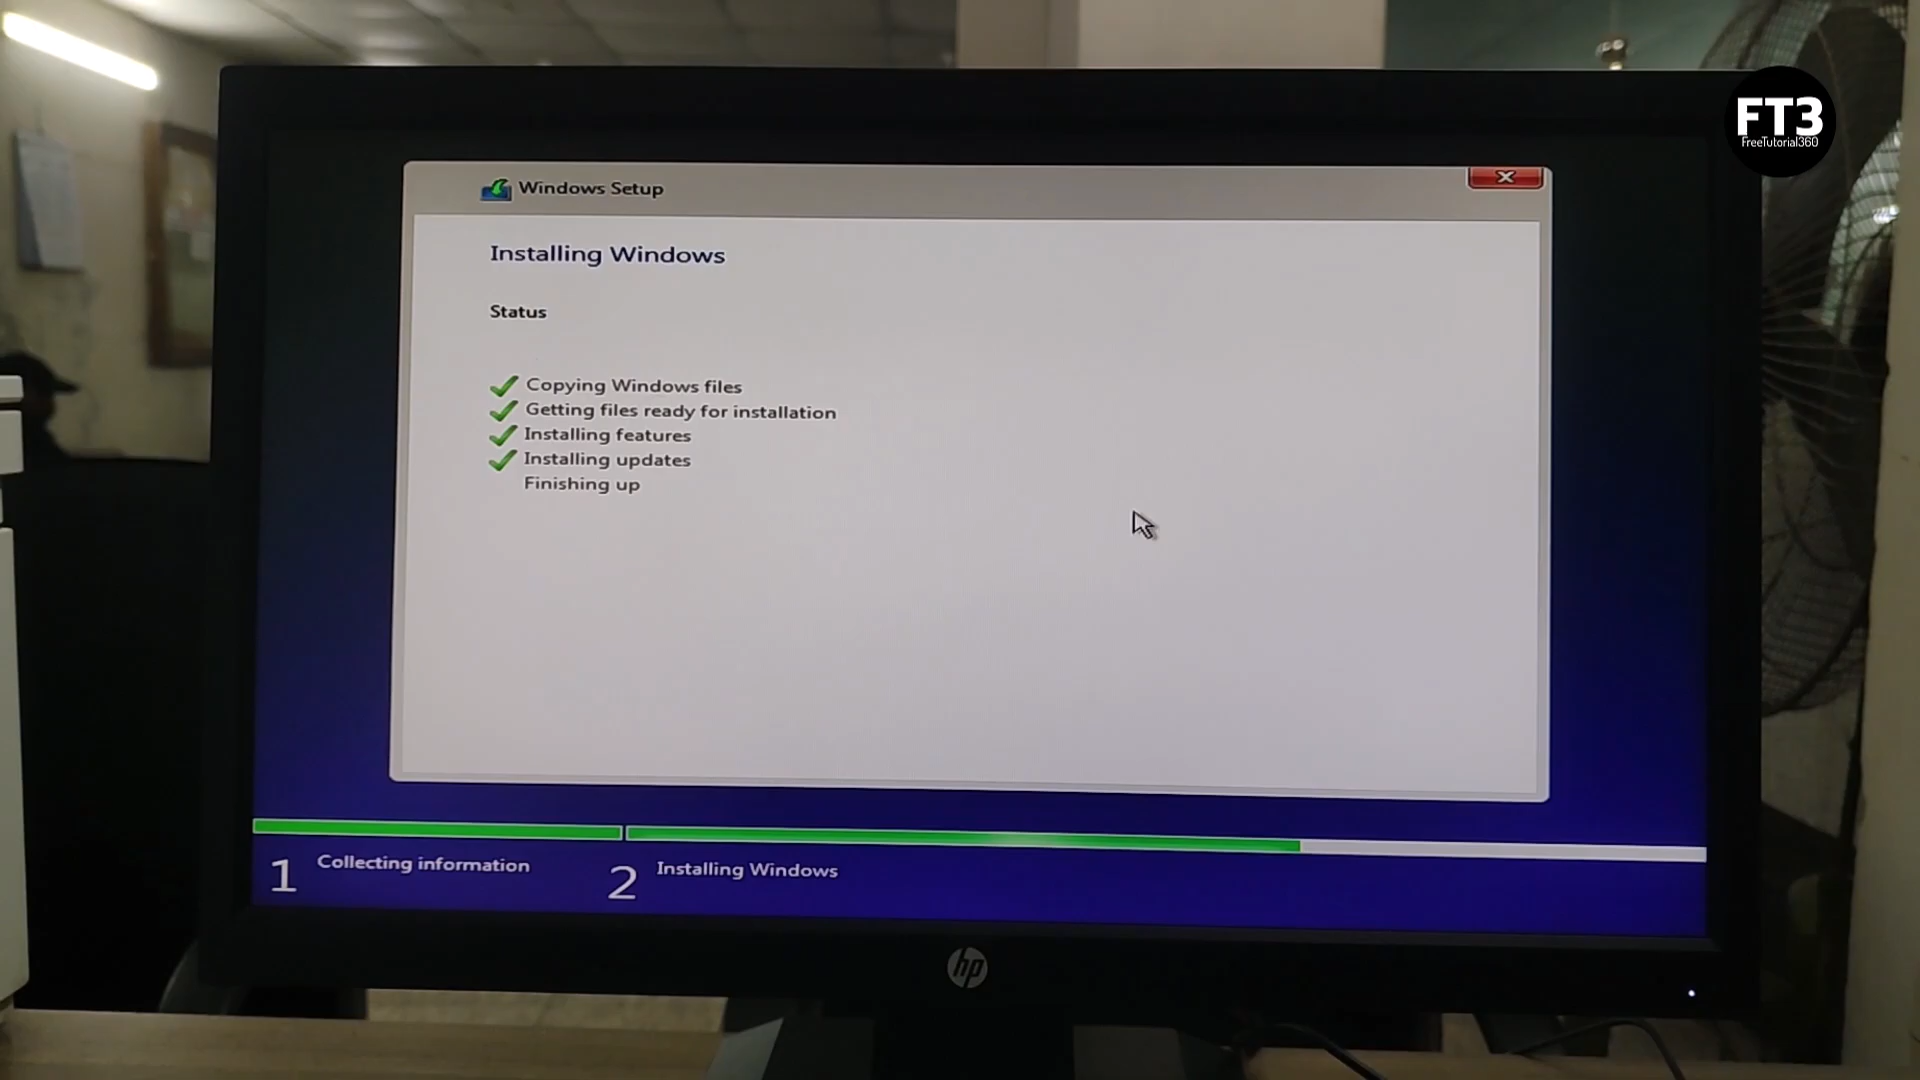 FT3
FreeTutorial360
Windows Setup
Installing Windows
Status
Copying Windows files
Getting files ready for installation
Installing features
Installing updates
Finishing up
1 Collecting information
2 Installing Windows
hp